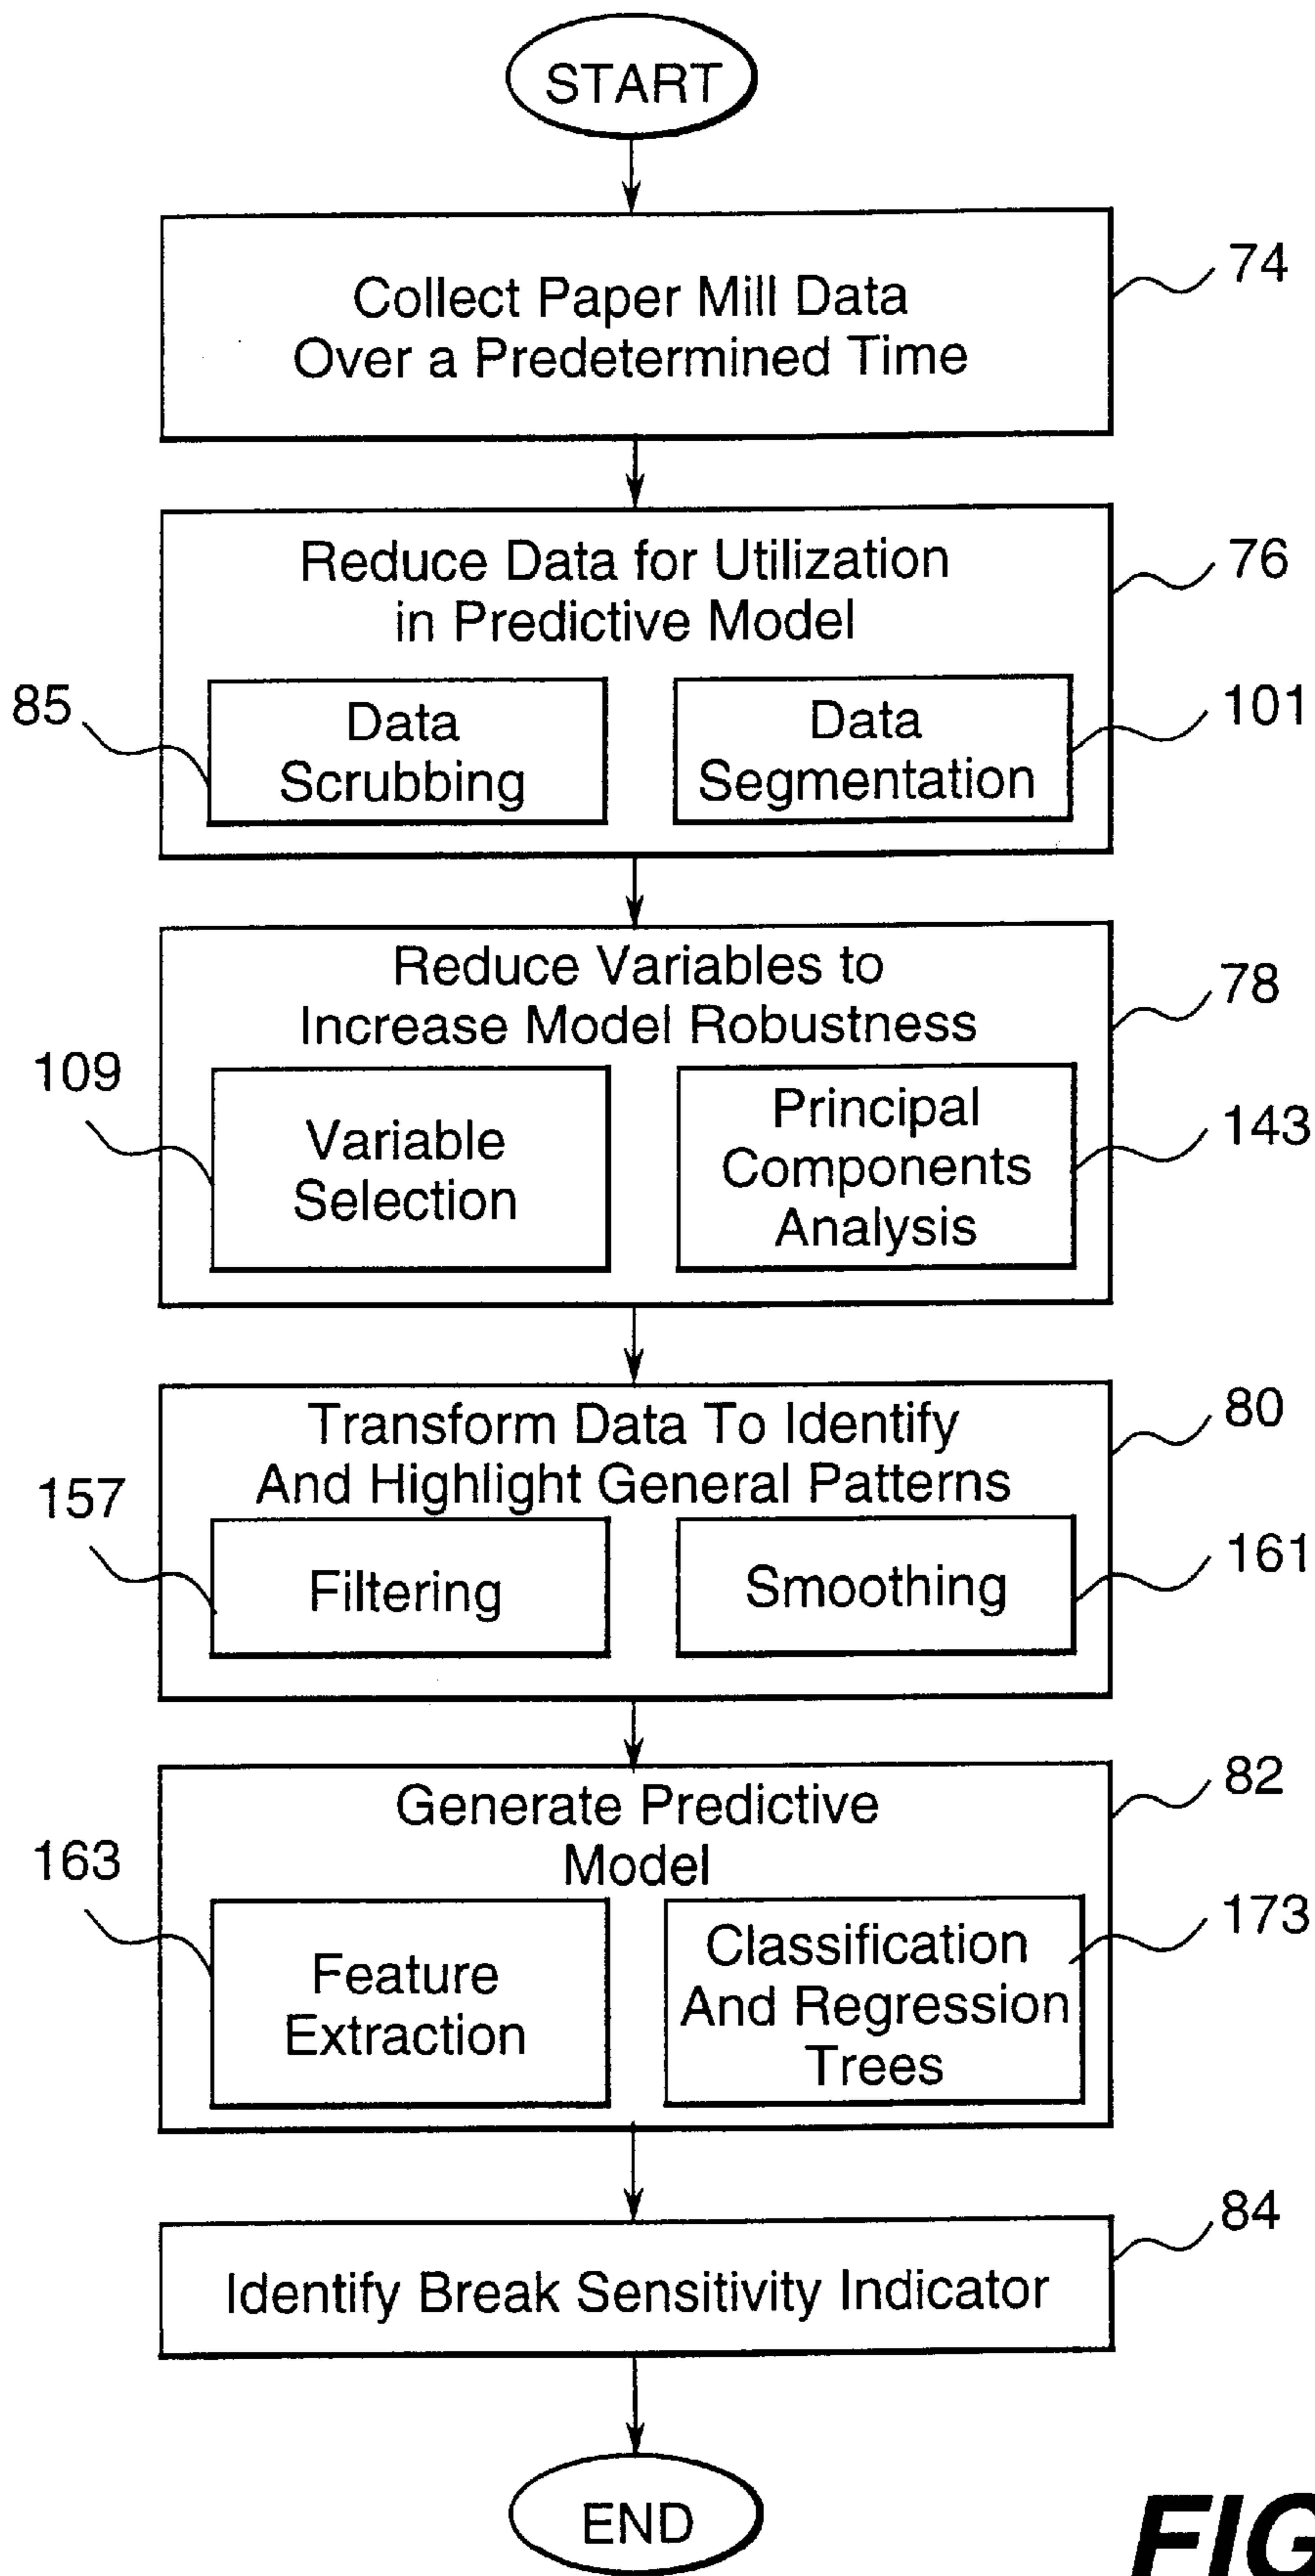 START
Collect Paper Mill Data
Over a Predetermined Time
74
Reduce Data for Utilization
in Predictive Model
76
85
Data
Scrubbing
Data
Segmentation
101
Reduce Variables to
Increase Model Robustness
78
109
Variable
Selection
Principal
Components
Analysis
143
Transform Data To Identify
And Highlight General Patterns
80
157
Filtering
Smoothing
161
Generate Predictive
Model
82
163
Feature
Extraction
Classification
And Regression
Trees
173
Identify Break Sensitivity Indicator
84
END
FIG